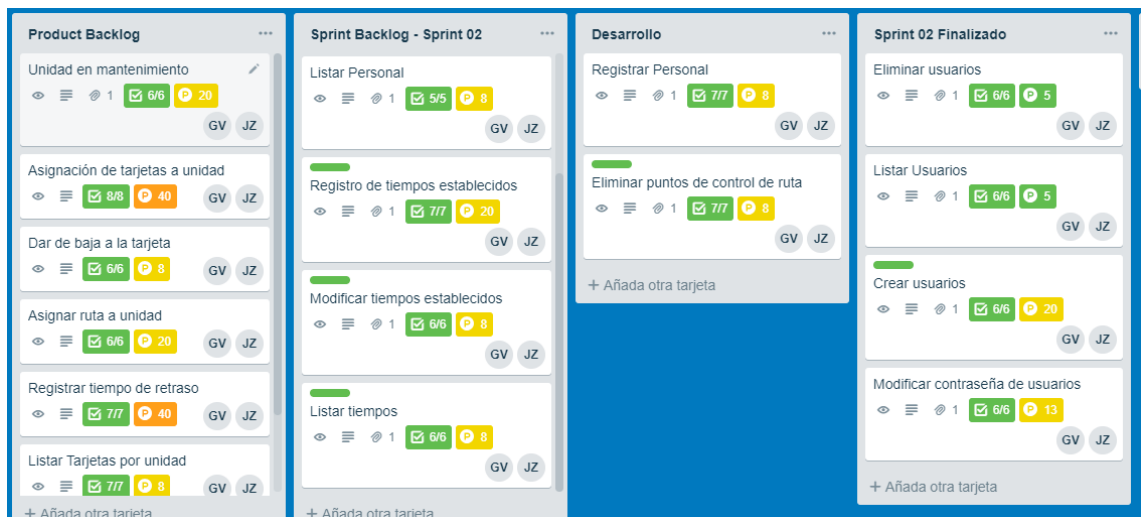 Product Backlog ...
Unidad en mantenimiento
1 6/6 P 20
GV JZ
Asignación de tarjetas a unidad
8/8 P 40 GV JZ
Dar de baja a la tarjeta
6/6 P 8 GV JZ
Asignar ruta a unidad
6/6 P 20 GV JZ
Registrar tiempo de retraso
7/7 P 40 GV JZ
Listar Tarjetas por unidad
7/7 P 8 GV JZ
+ Añada otra tarjeta
Sprint Backlog - Sprint 02 ...
Listar Personal
1 5/5 P 8
GV JZ
Registro de tiempos establecidos
1 7/7 P 20
GV JZ
Modificar tiempos establecidos
1 6/6 P 8
GV JZ
Listar tiempos
1 6/6 P 8
GV JZ
+ Añada otra tarjeta
Desarrollo ...
Registrar Personal
1 7/7 P 8
GV JZ
Eliminar puntos de control de ruta
1 7/7 P 8
GV JZ
+ Añada otra tarjeta
Sprint 02 Finalizado ...
Eliminar usuarios
1 6/6 P 5
GV JZ
Listar Usuarios
1 6/6 P 5
GV JZ
Crear usuarios
1 6/6 P 20
GV JZ
Modificar contraseña de usuarios
1 6/6 P 13
GV JZ
+ Añada otra tarjeta